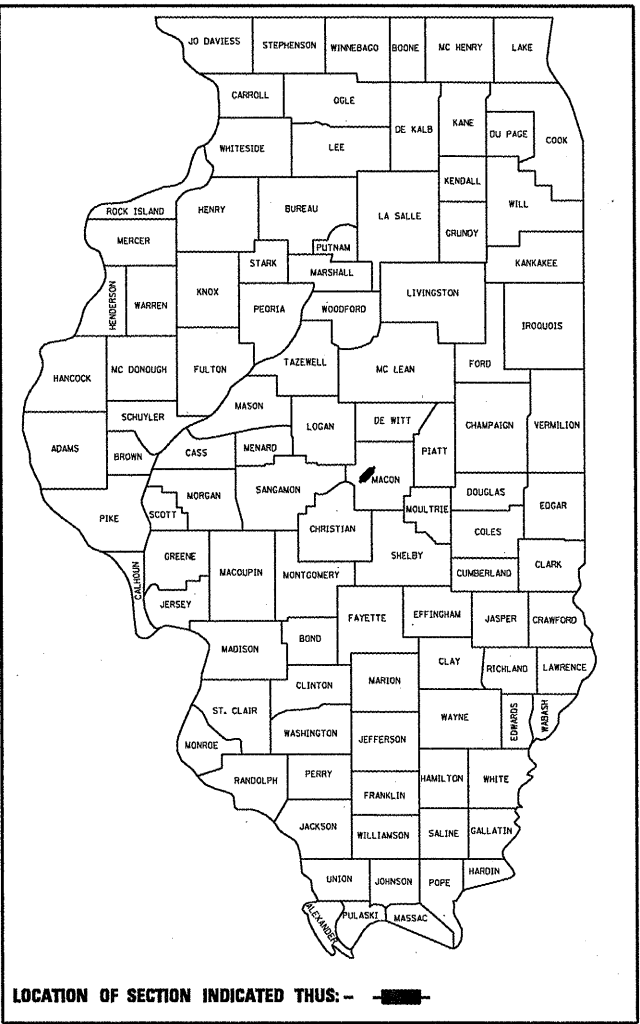 JO DAVIESS
STEPHENSON
WINNEBAGO
BOONE
MC HENRY
LAKE
CARROLL
OGLE
DE KALB
KANE
DU PAGE
COOK
WHITESIDE
LEE
KENDALL
WILL
ROCK ISLAND
HENRY
BUREAU
LA SALLE
GRUNDY
MERCER
PUTNAM
STARK
MARSHALL
KANKAKEE
HENDERSON
WARREN
KNOX
PEORIA
WOODFORD
LIVINGSTON
IROQUOIS
HANCOCK
MC DONOUGH
FULTON
TAZEWELL
MC LEAN
FORD
SCHUYLER
MASON
LOGAN
DE WITT
CHAMPAIGN
VERMILION
ADAMS
BROWN
CASS
MENARD
PIATT
MACON
PIKE
SCOTT
MORGAN
SANGAMON
CHRISTIAN
MOULTRIE
DOUGLAS
EDGAR
COLES
CALHOUN
GREENE
MACOUPIN
MONTGOMERY
SHELBY
CUMBERLAND
CLARK
JERSEY
FAYETTE
EFFINGHAM
JASPER
CRAWFORD
MADISON
BOND
CLAY
RICHLAND
LAWRENCE
MARION
CLINTON
ST. CLAIR
WAYNE
EDWARDS
WABASH
MONROE
WASHINGTON
JEFFERSON
RANDOLPH
PERRY
HAMILTON
WHITE
FRANKLIN
JACKSON
WILLIAMSON
SALINE
GALLATIN
UNION
JOHNSON
POPE
HARDIN
ALEXANDER
PULASKI
MASSAC
LOCATION OF SECTION INDICATED THUS: -